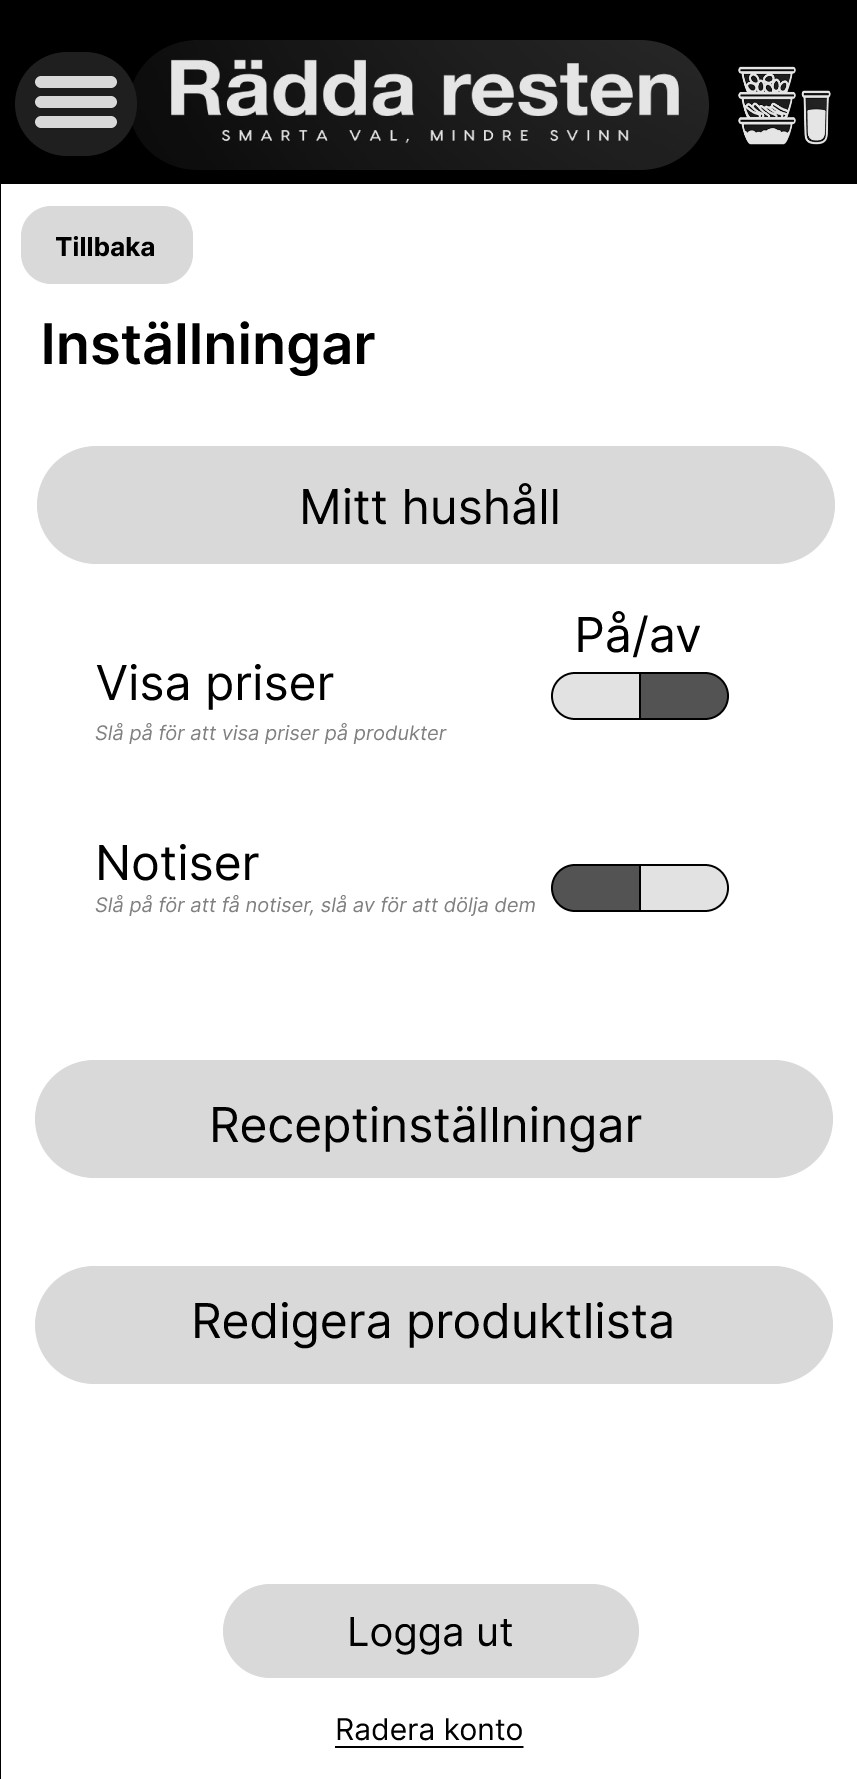 Rädda resten
SMARTA VAL, MINDRE SVINN
Tillbaka
Inställningar
Mitt hushåll
På/av
Visa priser
Slå på för att visa priser på produkter
Notiser
Slå på för att få notiser, slå av för att dölja dem
Receptinställningar
Redigera produktlista
Logga ut
Radera konto